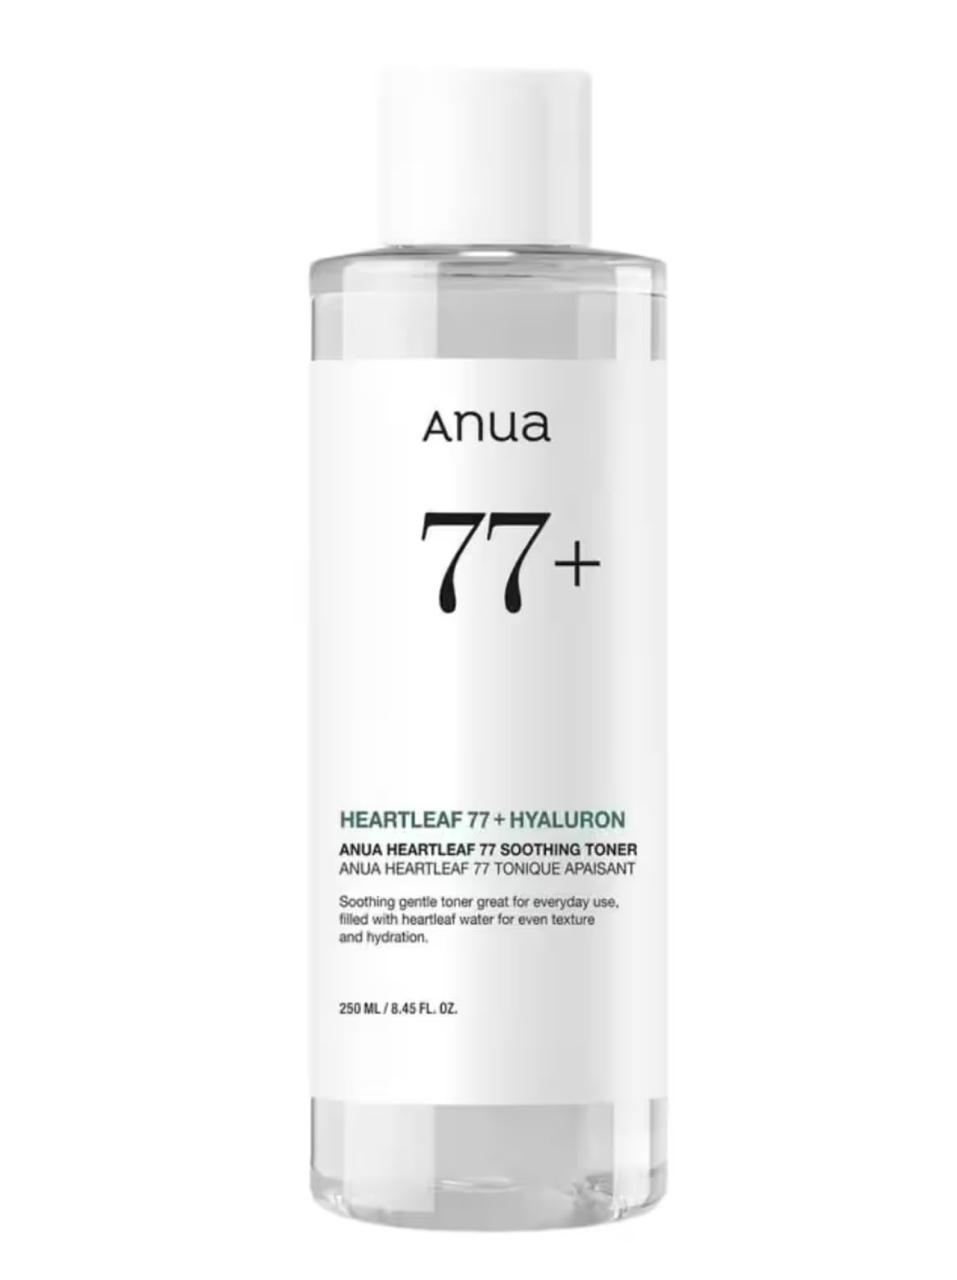 Anua
77+
HEARTLEAF 77 + HYALURON
ANUA HEARTLEAF 77 SOOTHING TONER
ANUA HEARTLEAF 77 TONIQUE APAISANT
Soothing gentle toner great for everyday use,
filled with heartleaf water for even texture
and hydration.
250 ML / 8.45 FL. OZ.